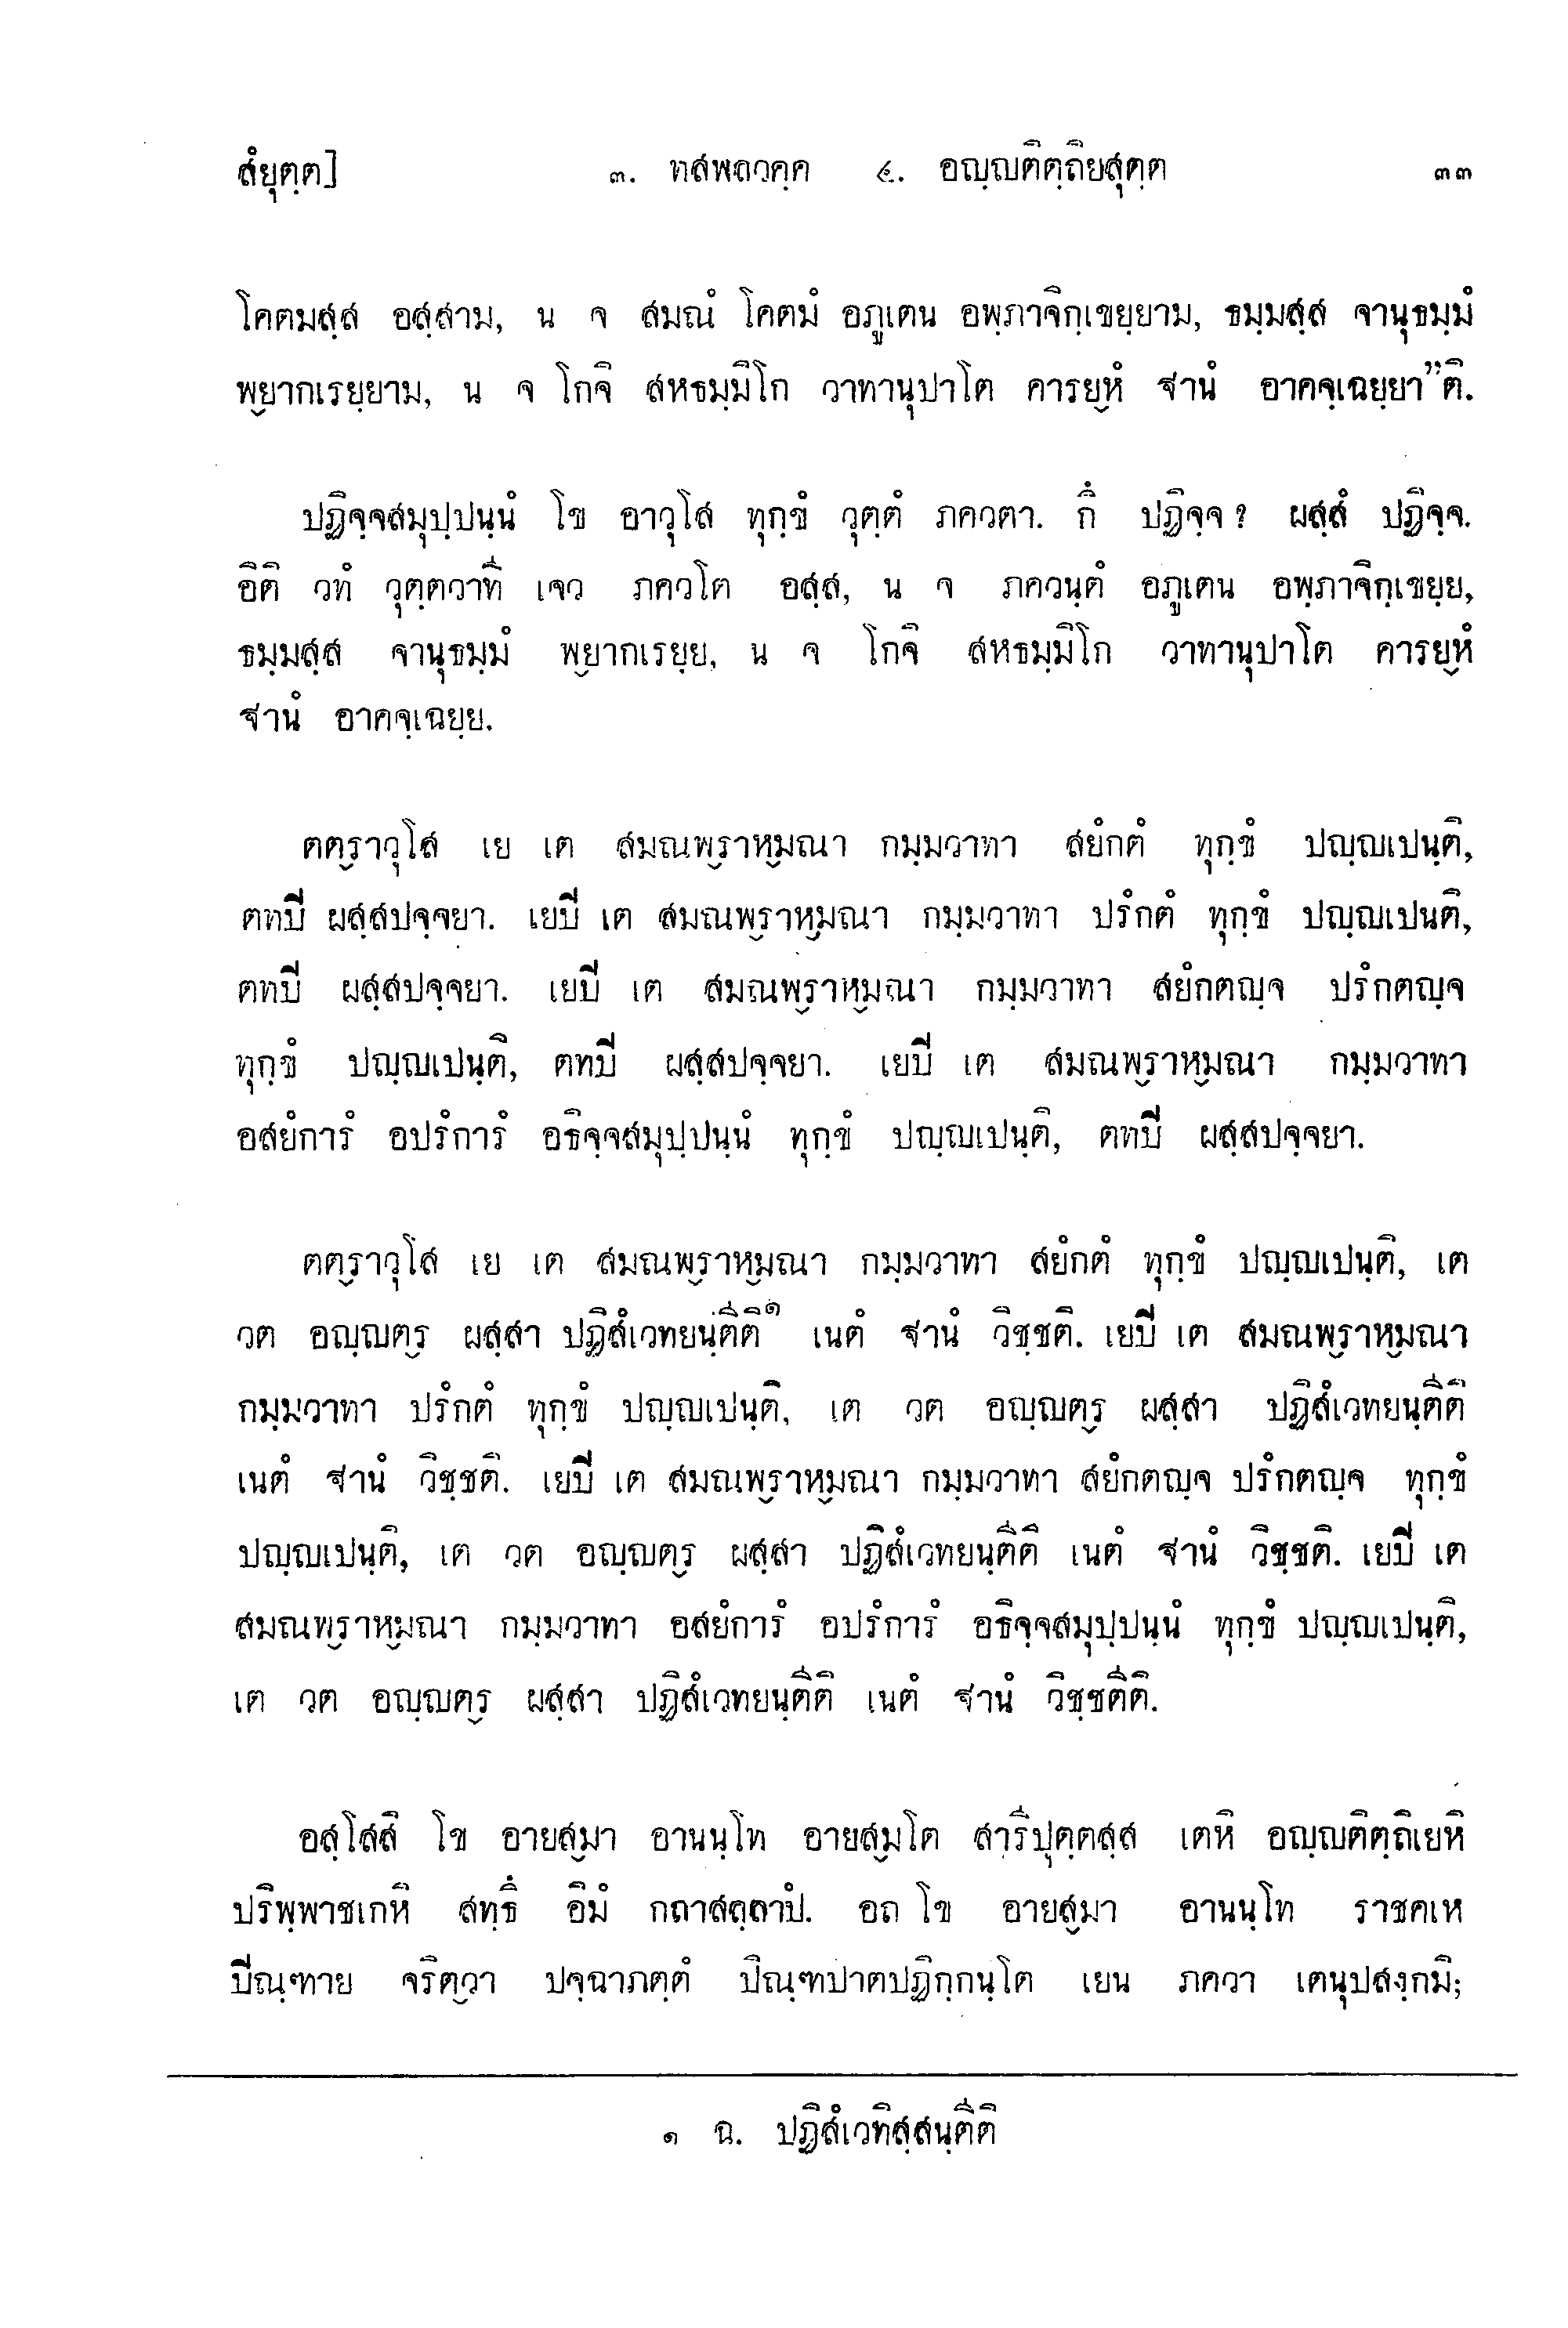 สํยุตฺต] ๓. ทสพลวคฺค ๔. อญฺญติตฺถิยสุตฺต ๓๓
โคตมสฺส อสฺสาม, น จ สมณํ โคตมํ อภูเตน อพฺภาจิกฺเขยฺยาม, ธมฺมสฺส จานุธมฺมํ
พฺยากเรยฺยาม, น จ โกจิ สหธมฺมิโก วาทานุปาโต คารยฺหํ ฐานํ อาคจฺเฉยฺยา”ติ.
ปฏิจฺจสมุปฺปนฺนํ โข อาวุโส ทุกฺขํ วุตฺตํ ภควตา. กึ ปฏิจฺจ ? ผสฺสํ ปฏิจฺจ.
อิติ วทํ วุตฺตวาที เจว ภควโต อสฺส, น จ ภควนฺตํ อภูเตน อพฺภาจิกฺเขยฺย,
ธมฺมสฺส จานุธมฺมํ พฺยากเรยฺย, น จ โกจิ สหธมฺมิโก วาทานุปาโต คารยฺหํ
ฐานํ อาคจฺเฉยฺย.
ตตฺราวุโส เย เต สมณพฺราหฺมณา กมฺมวาทา สยํกตํ ทุกฺขํ ปญฺญเปนฺติ,
ตทปิ ผสฺสปจฺจยา. เยปิ เต สมณพฺราหฺมณา กมฺมวาทา ปรํกตํ ทุกฺขํ ปญฺญเปนติ,
ตทปิ ผสฺสปจฺจยา. เยปิ เต สมณพฺราหฺมณา กมฺมวาทา สยํกตญฺจ ปรํกตญฺจ
ทุกฺขํ ปญฺญเปนฺติ, ตทปิ ผสฺสปจฺจยา. เยปิ เต สมณพฺราหฺมณา กมฺมวาทา
อสยํการํ อปรํการํ อธิจฺจสมุปฺปนฺนํ ทุกฺขํ ปญฺญเปนฺติ, ตทปิ ผสฺสปจฺจยา.
ตตฺราวุโส เย เต สมณพฺราหฺมณา กมฺมวาทา สยํกตํ ทุกฺขํ ปญฺญเปนฺติ, เต
วต อญฺญตฺร ผสฺสา ปฏิสํเวทยนฺตีติ๑ เนตํ ฐานํ วิชฺชติ. เยปิ เต สมณพฺราหฺมณา
กมฺมวาทา ปรํกตํ ทุกฺขํ ปญฺญเปนฺติ, เต วต อญฺญตฺร ผสฺสา ปฏิสํเวทยนฺตีติ
เนตํ ฐานํ วิชฺชติ. เยปิ เต สมณพฺราหฺมณา กมฺมวาทา สยํกตญฺจ ปรํกตญฺจ ทุกฺขํ
ปญฺญเปนฺติ, เต วต อญฺญตฺร ผสฺสา ปฏิสํเวทยนฺตีติ เนตํ ฐานํ วิชฺชติ. เยปิ เต
สมณพฺราหฺมณา กมฺมวาทา อสยํการํ อปรํการํ อธิจฺจสมุปฺปนฺนํ ทุกฺขํ ปญฺญเปนฺติ,
เต วต อญฺญตฺร ผสฺสา ปฏิสํเวทยนฺตีติ เนตํ ฐานํ วิชฺชตีติ.
อสฺโสสิ โข อายสฺมา อานนฺโท อายสฺมโต สารีปุตฺตสฺส เตหิ อญฺญติตฺถิเยหิ
ปริพฺพาชเกหิ สทฺธึ อิมํ กถาสลฺลาปํ. อถ โข อายสฺมา อานนฺโท ราชคเห
ปิณฺฑาย จริตฺวา ปจฺฉาภตฺตํ ปิณฺฑปาตปฏิกฺกนฺโต เยน ภควา เตนุปสงฺกมิ;
๑ ฉ. ปฏิสํเวทิสฺสนฺตีติ